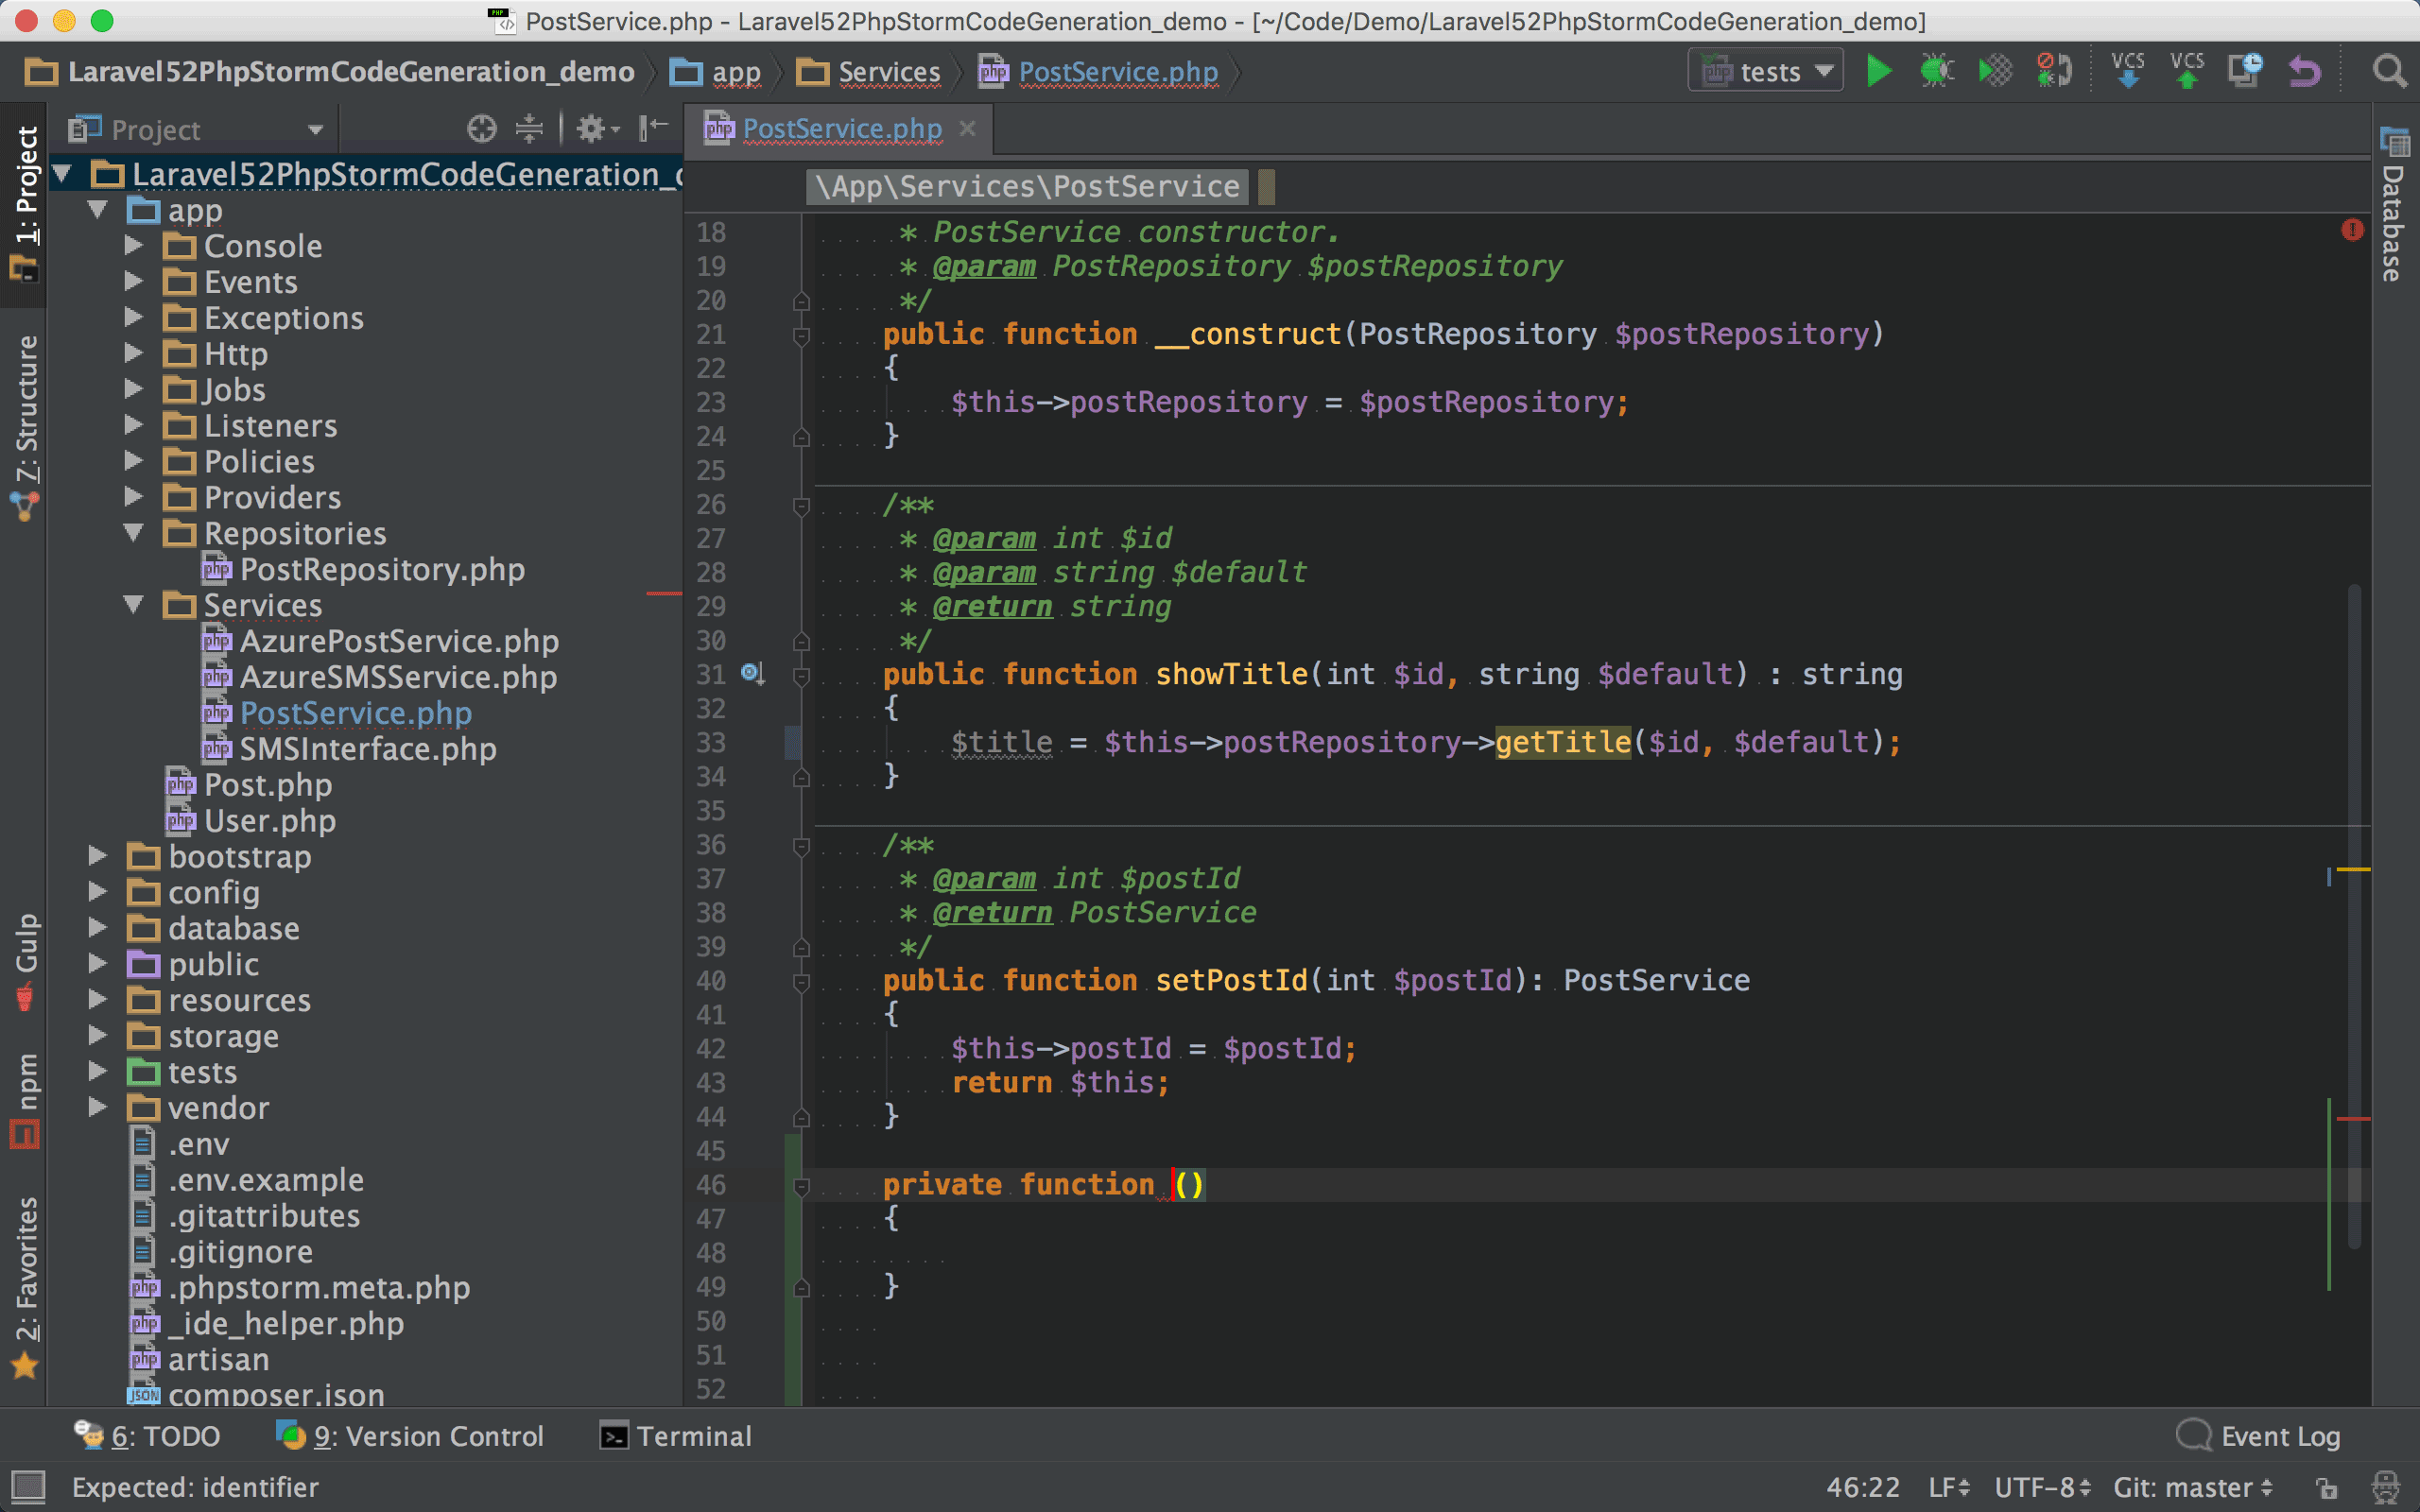 PostService.php - Laravel52PhpStormCodeGeneration_demo - [~/Code/Demo/Laravel52PhpStormCodeGeneration_demo]
Laravel52PhpStormCodeGeneration_demo app Services PostService.php tests VCS VCS
1: Project
7: Structure
Gulp
npm
2: Favorites
Project
Laravel52PhpStormCodeGeneration_
app
Console
Events
Exceptions
Http
Jobs
Listeners
Policies
Providers
Repositories
PostRepository.php
Services
AzurePostService.php
AzureSMSService.php
PostService.php
SMSInterface.php
Post.php
User.php
bootstrap
config
database
public
resources
storage
tests
vendor
.env
.env.example
.gitattributes
.gitignore
.phpstorm.meta.php
_ide_helper.php
artisan
composer.json
PostService.php
\App\Services\PostService
18 * PostService constructor.
19 * @param PostRepository $postRepository
20 */
21 public function __construct(PostRepository $postRepository)
22 {
23 $this->postRepository = $postRepository;
24 }
25
26 /**
27 * @param int $id
28 * @param string $default
29 * @return string
30 */
31 public function showTitle(int $id, string $default) : string
32 {
33 $title = $this->postRepository->getTitle($id, $default);
34 }
35
36 /**
37 * @param int $postId
38 * @return PostService
39 */
40 public function setPostId(int $postId): PostService
41 {
42 $this->postId = $postId;
43 return $this;
44 }
45
46 private function ()
47 {
48
49 }
50
51
52
Database
6: TODO 9: Version Control Terminal Event Log
Expected: identifier 46:22 LF UTF-8 Git: master